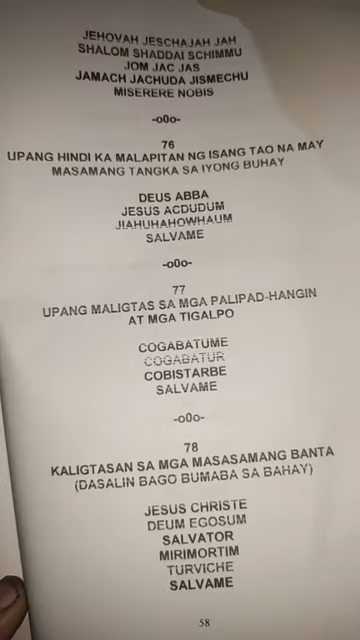 JEHOVAH JESCHAJAH JAH
SHALOM SHADDAI SCHIMMU
JOM JAC JAS
JAMACH JACHUDA JISMECHU
MISERERE NOBIS
-o0o-
76
UPANG HINDI KA MALAPITAN NG ISANG TAO NA MAY
MASAMANG TANGKA SA IYONG BUHAY
DEUS ABBA
JESUS ACDUDUM
JIAHUHAHOWHAUM
SALVAME
-o0o-
77
UPANG MALIGTAS SA MGA PALIPAD-HANGIN
AT MGA TIGALPO
COGABATUME
COGABATUR
COBISTARBE
SALVAME
-o0o-
78
KALIGTASAN SA MGA MASASAMANG BANTA
(DASALIN BAGO BUMABA SA BAHAY)
JESUS CHRISTE
DEUM EGOSUM
SALVATOR
MIRIMORTIM
TURVICHE
SALVAME
58